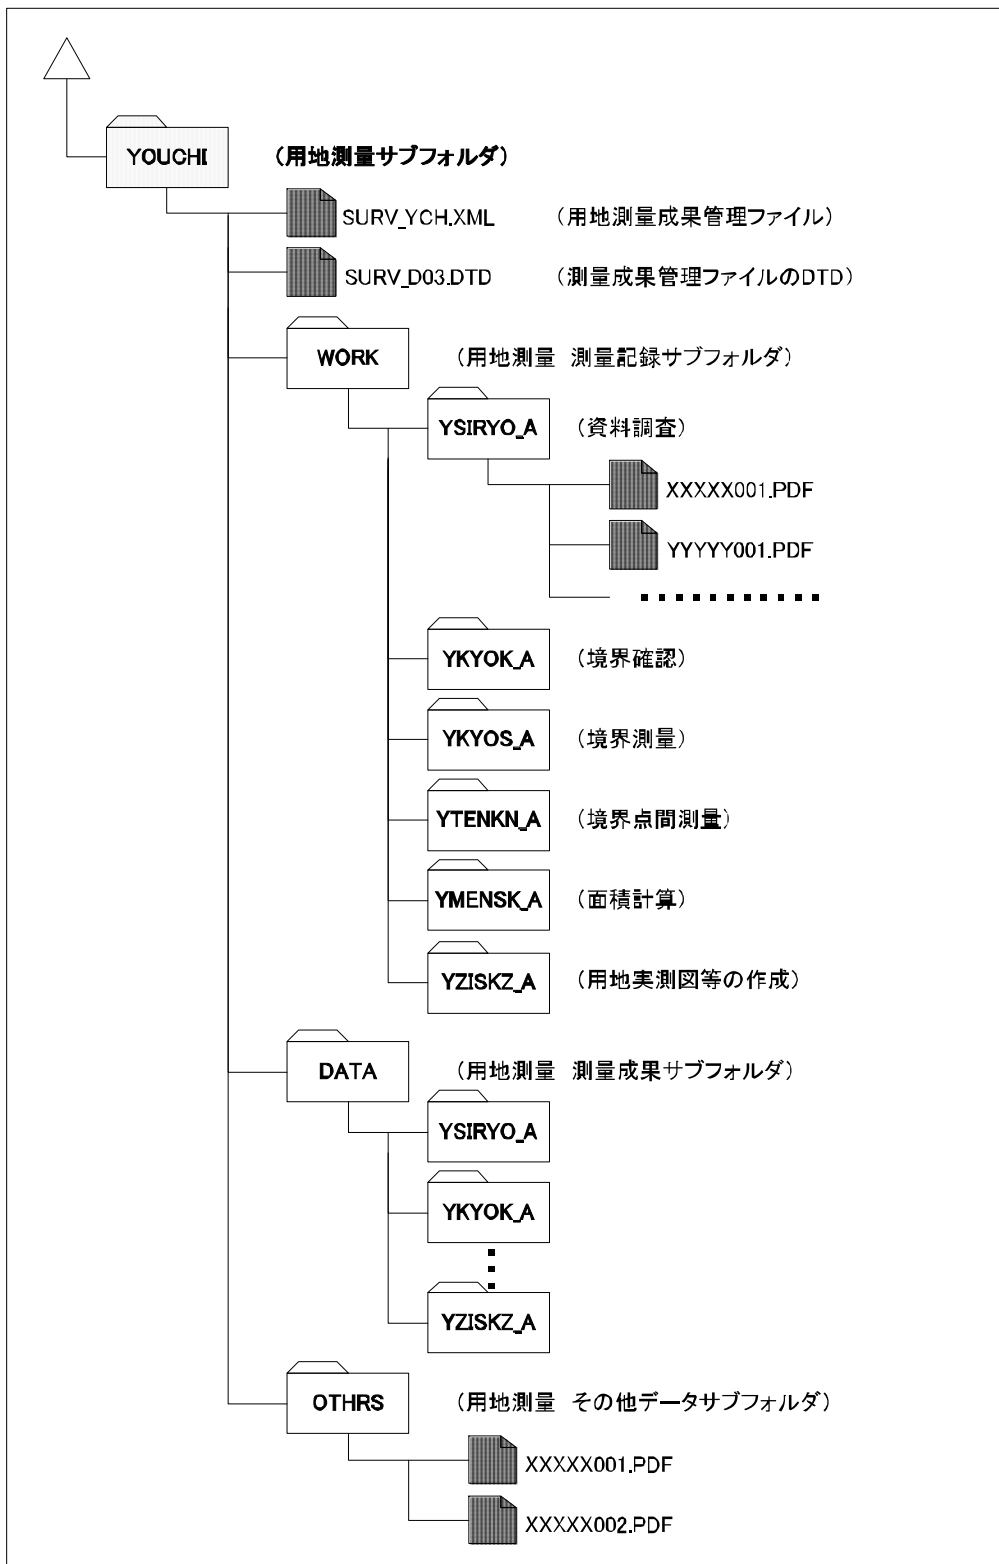 YOUCHI （用地測量サブフォルダ）
SURV_YCH.XML （用地測量成果管理ファイル）
SURV_D03.DTD （測量成果管理ファイルのDTD）
WORK （用地測量 測量記録サブフォルダ）
YSIRYO_A （資料調査）
XXXXX001.PDF
YYYYY001.PDF
YKYOK_A （境界確認）
YKYOS_A （境界測量）
YTENKN_A （境界点間測量）
YMENSK_A （面積計算）
YZISKZ_A （用地実測図等の作成）
DATA （用地測量 測量成果サブフォルダ）
YSIRYO_A
YKYOK_A
YZISKZ_A
OTHRS （用地測量 その他データサブフォルダ）
XXXXX001.PDF
XXXXX002.PDF